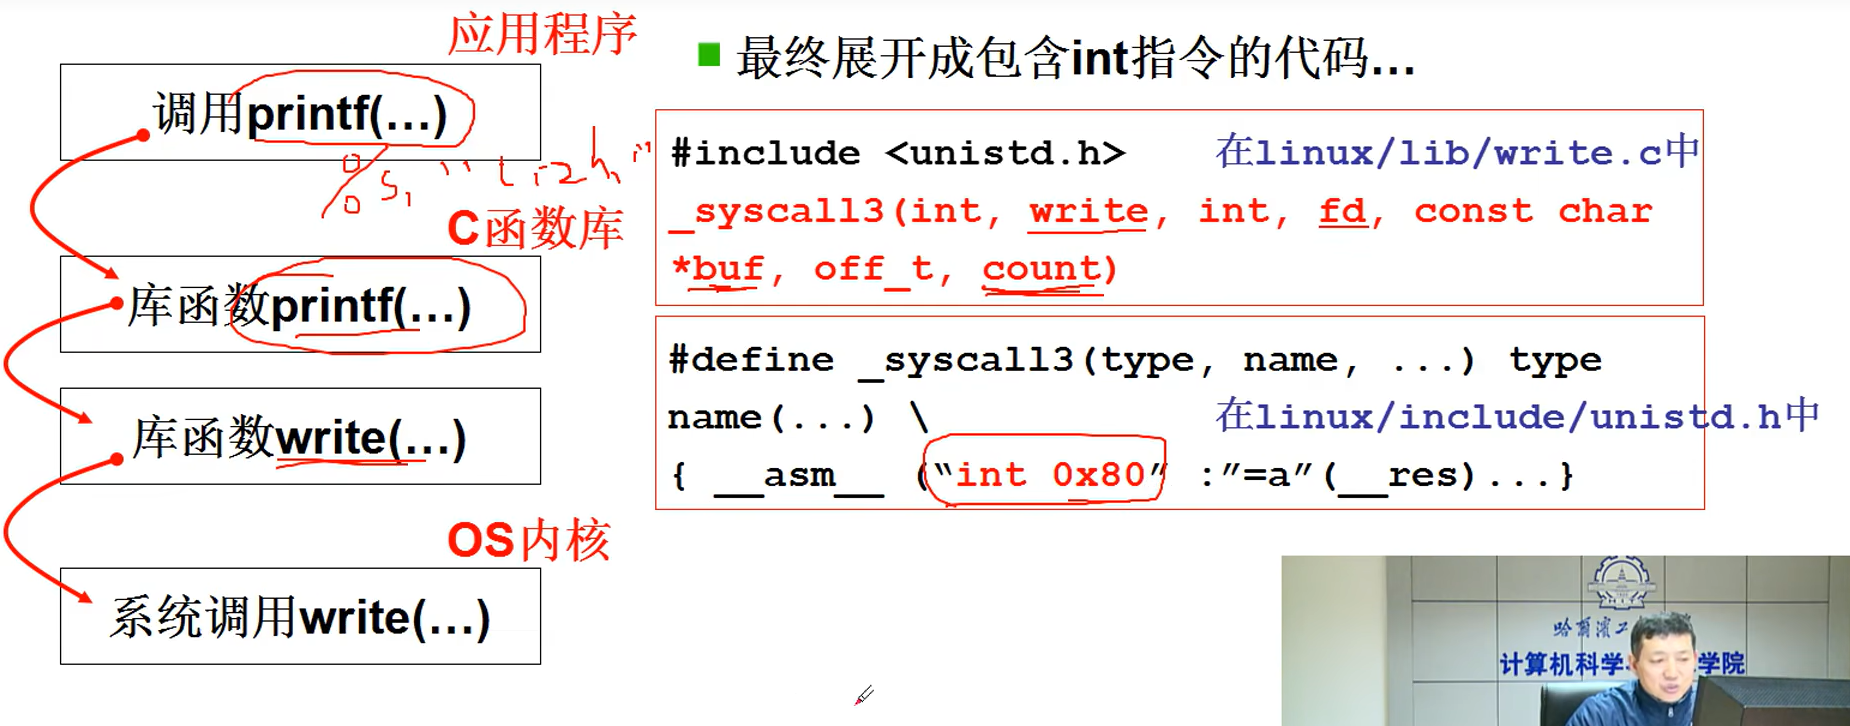 应用程序
调用printf(...)
%s, "lizh"
C函数库
库函数printf(...)
库函数write(...)
OS内核
系统调用write(...)
最终展开成包含int指令的代码...
#include <unistd.h> 在linux/lib/write.c中
_syscall3(int, write, int, fd, const char
*buf, off_t, count)
#define _syscall3(type, name, ...) type
name(...) \ 在linux/include/unistd.h中
{ __asm__ (“int 0x80” :”=a”(__res)...}
哈尔滨工
计算机科学
学院